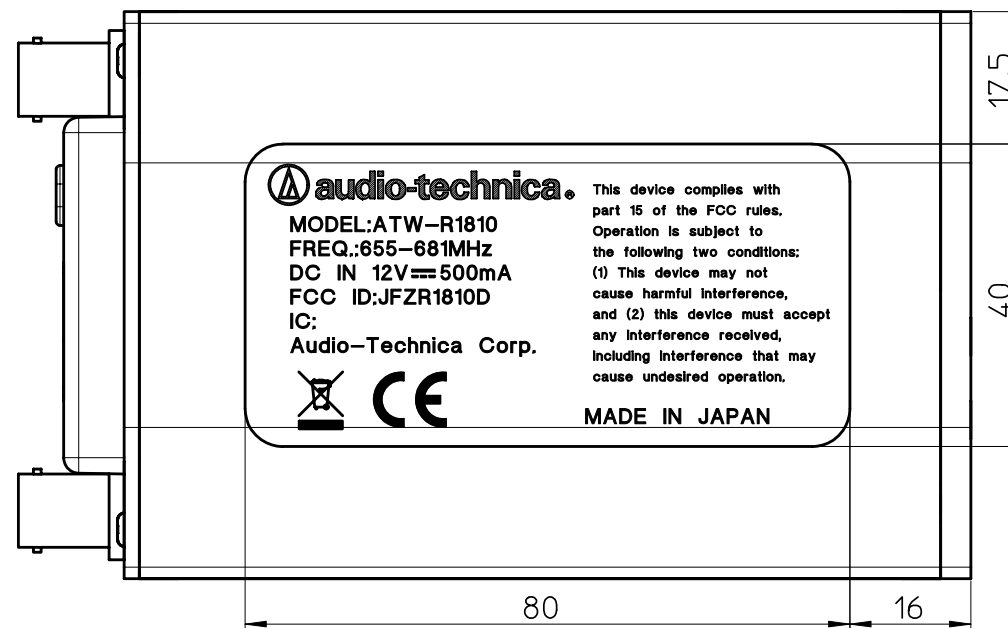 audio-technica®
MODEL:ATW-R1810
FREQ.:655-681MHz
DC IN 12V⎓500mA
FCC ID:JFZR1810D
IC:
Audio-Technica Corp.
CE
This device complies with
part 15 of the FCC rules.
Operation is subject to
the following two conditions:
(1) This device may not
cause harmful interference,
and (2) this device must accept
any interference received,
including interference that may
cause undesired operation.
MADE IN JAPAN
17.5
40
80
16